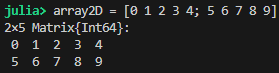 julia> array2D = [0 1 2 3 4; 5 6 7 8 9]
2×5 Matrix{Int64}:
 0  1  2  3  4
 5  6  7  8  9